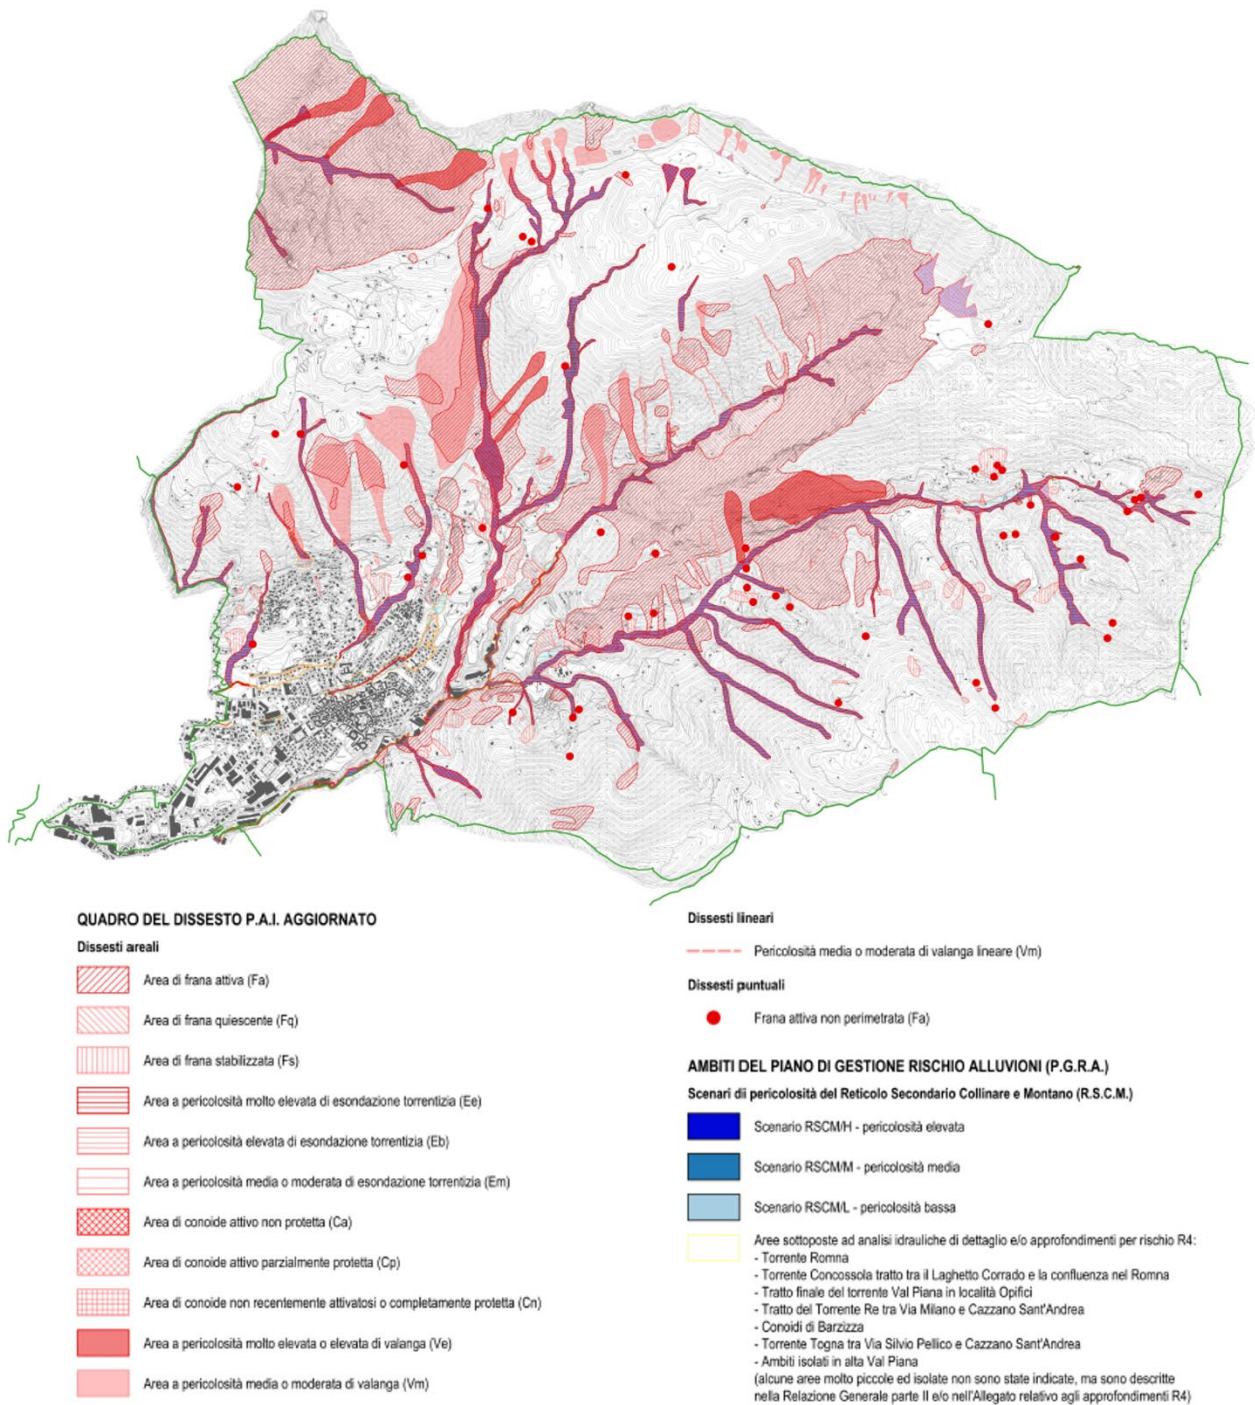 QUADRO DEL DISSESTO P.A.I. AGGIORNATO
Dissesti areali
Area di frana attiva (Fa)
Area di frana quiescente (Fq)
Area di frana stabilizzata (Fs)
Area a pericolosità molto elevata di esondazione torrentizia (Ee)
Area a pericolosità elevata di esondazione torrentizia (Eb)
Area a pericolosità media o moderata di esondazione torrentizia (Em)
Area di conoide attivo non protetta (Ca)
Area di conoide attivo parzialmente protetta (Cp)
Area di conoide non recentemente attivatosi o completamente protetta (Cn)
Area a pericolosità molto elevata o elevata di valanga (Ve)
Area a pericolosità media o moderata di valanga (Vm)
Dissesti lineari
Pericolosità media o moderata di valanga lineare (Vm)
Dissesti puntuali
Frana attiva non perimetrata (Fa)
AMBITI DEL PIANO DI GESTIONE RISCHIO ALLUVIONI (P.G.R.A.)
Scenari di pericolosità del Reticolo Secondario Collinare e Montano (R.S.C.M.)
Scenario RSCM/H - pericolosità elevata
Scenario RSCM/M - pericolosità media
Scenario RSCM/L - pericolosità bassa
Aree sottoposte ad analisi idrauliche di dettaglio e/o approfondimenti per rischio R4:
- Torrente Romna
- Torrente Concossola tratto tra il Laghetto Corrado e la confluenza nel Romna
- Tratto finale del torrente Val Piana in località Opifici
- Tratto del Torrente Re tra Via Milano e Cazzano Sant'Andrea
- Conoidi di Barzizza
- Torrente Togna tra Via Silvio Pellico e Cazzano Sant'Andrea
- Ambiti isolati in alta Val Piana
(alcune aree molto piccole ed isolate non sono state indicate, ma sono descritte
nella Relazione Generale parte II e/o nell'Allegato relativo agli approfondimenti R4)